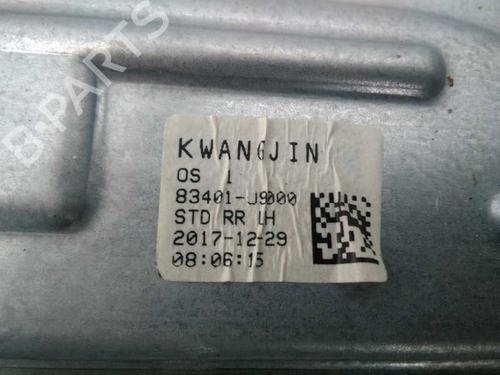 B-PARTS
KWANGJIN
OS 1
83401-J9000
STD RR LH
2017-12-29
08:06:15